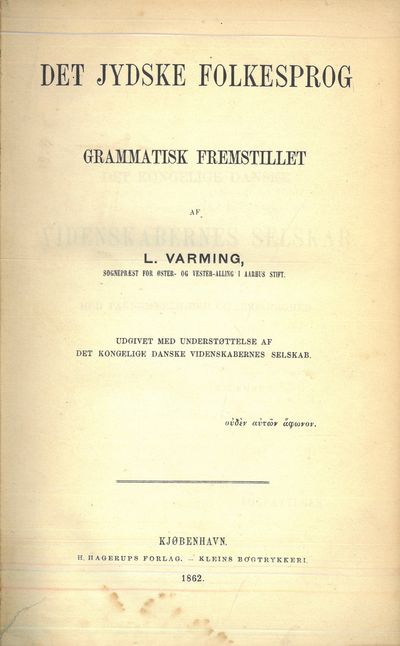 DET JYDSKE FOLKESPROG
GRAMMATISK FREMSTILLET
AF
L. VARMING,
SOGNEPRÆST FOR ØSTER- OG VESTER-ALLING I AARHUS STIFT.
UDGIVET MED UNDERSTØTTELSE AF
DET KONGELIGE DANSKE VIDENSKABERNES SELSKAB.
οὐδὲν αὐτῶν ἄφωνον.
KJØBENHAVN.
H. HAGERUPS FORLAG. — KLEINS BOGTRYKKERI.
1862.